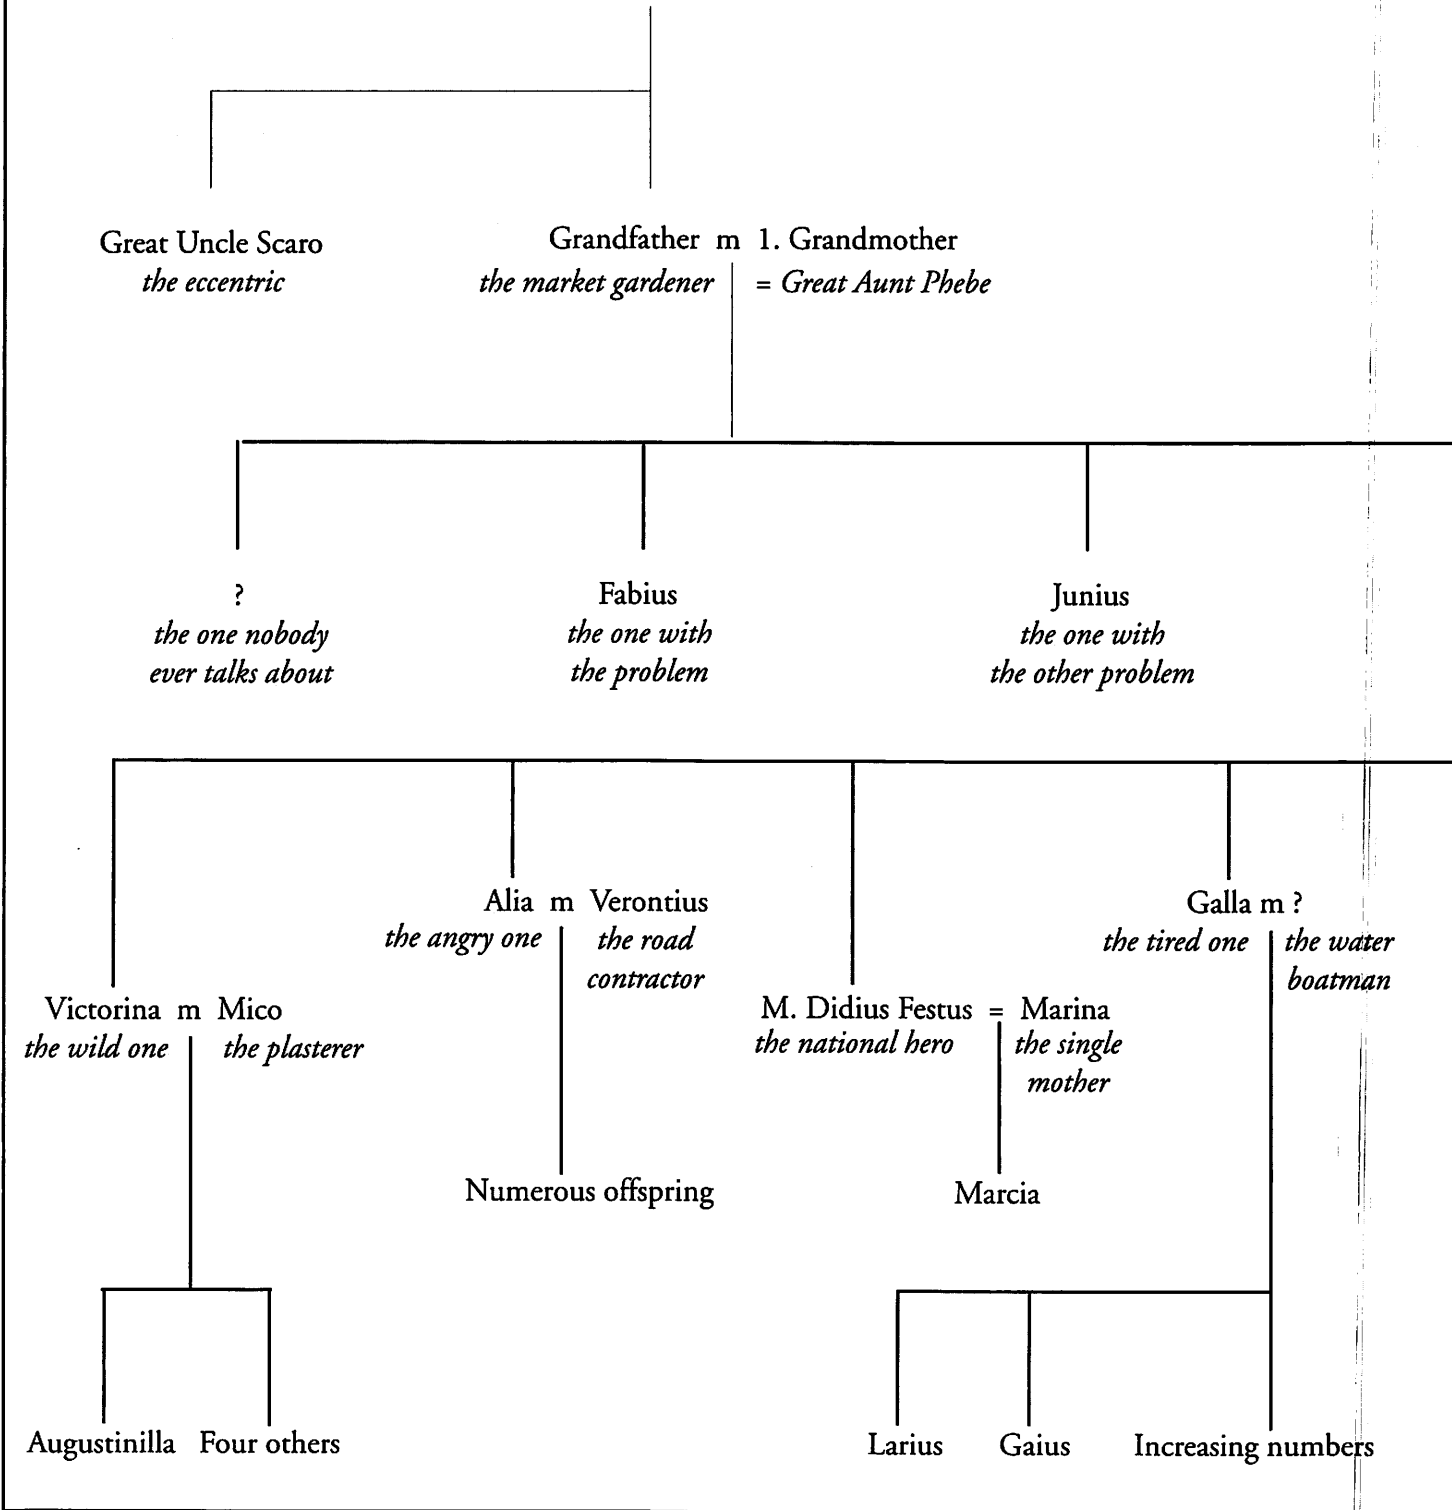 Great Uncle Scaro
the eccentric
Grandfather m 1. Grandmother
the market gardener = Great Aunt Phebe
?
the one nobody
ever talks about
Fabius
the one with
the problem
Junius
the one with
the other problem
Victorina m Mico
the wild one the plasterer
Alia m Verontius
the angry one the road
contractor
M. Didius Festus = Marina
the national hero the single
mother
Galla m ?
the tired one the water
boatman
Numerous offspring
Marcia
Augustinilla Four others
Larius Gaius Increasing numbers